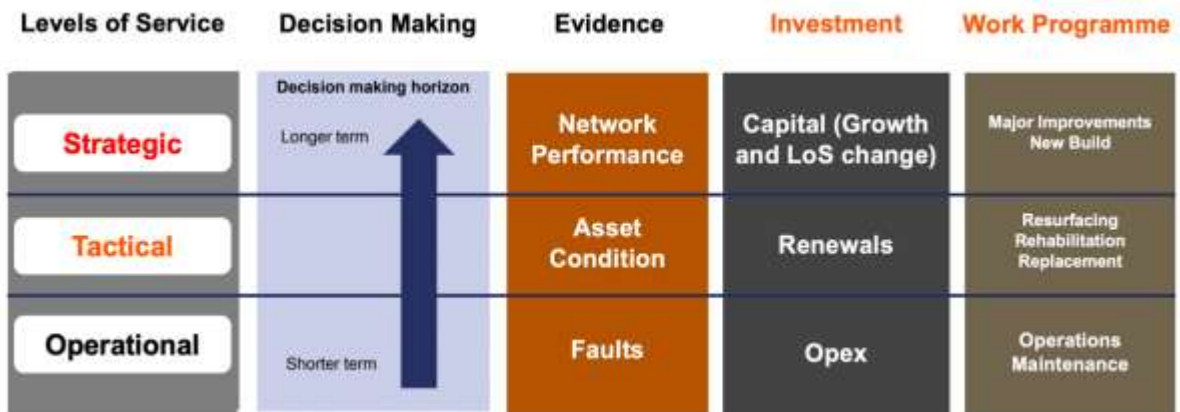 Levels of Service
Decision Making
Evidence
Investment
Work Programme
Decision making horizon
Longer term
Strategic
Network
Performance
Capital (Growth
and LoS change)
Major Improvements
New Build
Tactical
Asset
Condition
Renewals
Resurfacing
Rehabilitation
Replacement
Operational
Shorter term
Faults
Opex
Operations
Maintenance